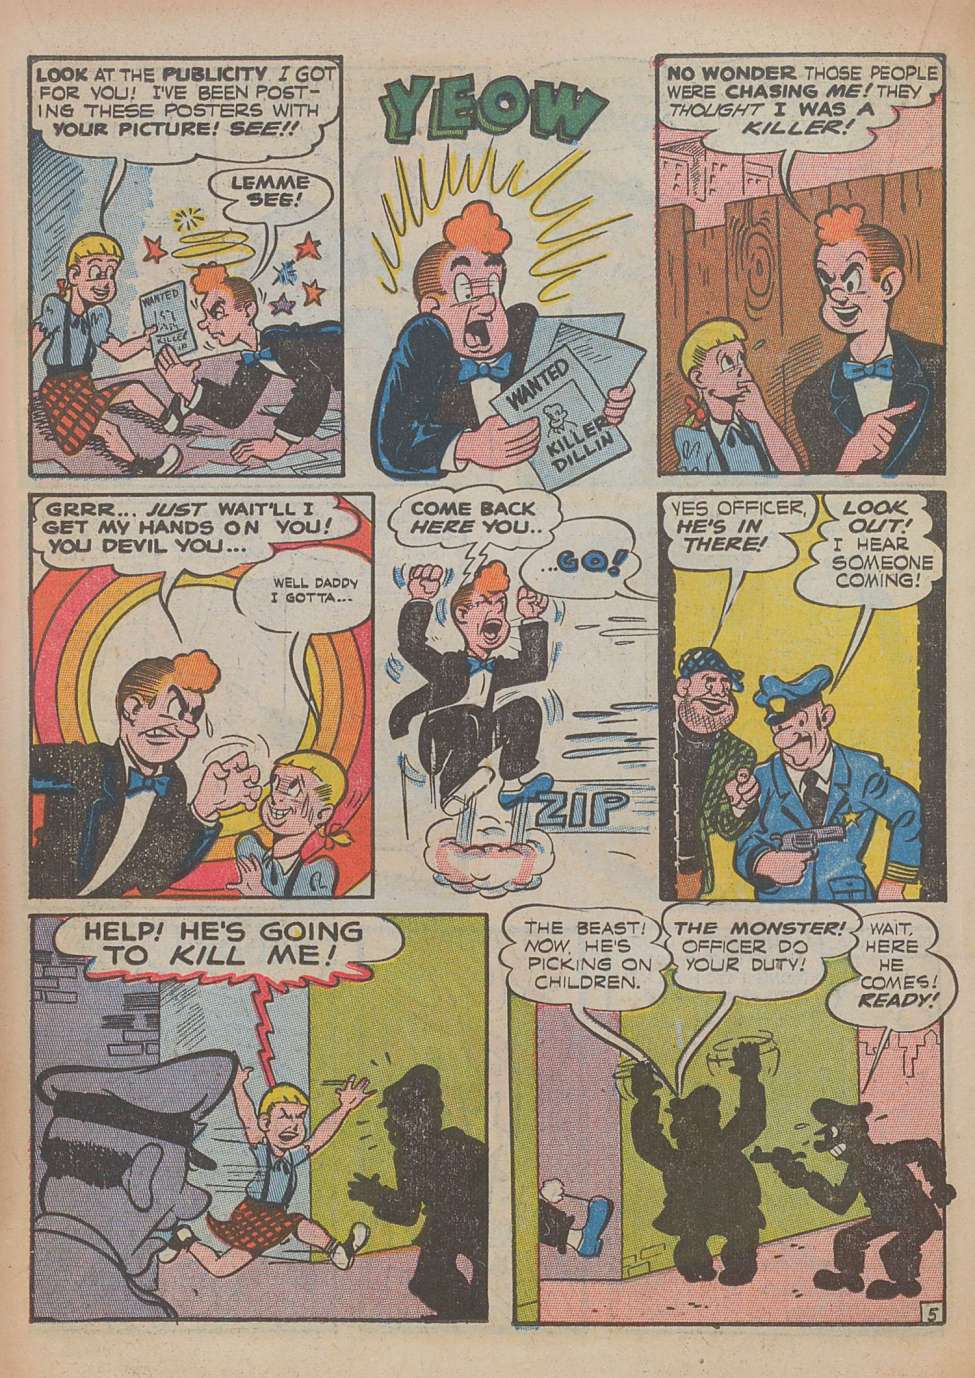 LOOK AT THE PUBLICITY I GOT
FOR YOU! I'VE BEEN POST-
ING THESE POSTERS WITH
YOUR PICTURE! SEE!!
LEMME
SEE!
WANTED
KILLER
YEOW
WANTED
KILLER
DILLIN
NO WONDER THOSE PEOPLE
WERE CHASING ME! THEY
THOUGHT I WAS A
KILLER!
GRRR... JUST WAIT'LL I
GET MY HANDS ON YOU!
YOU DEVIL YOU...
WELL DADDY
I GOTTA...
COME BACK
HERE YOU..
...GO!
ZIP
YES OFFICER,
HE'S IN
THERE!
LOOK
OUT!
I HEAR
SOMEONE
COMING!
HELP! HE'S GOING
TO KILL ME!
THE BEAST!
NOW, HE'S
PICKING ON
CHILDREN.
THE MONSTER!
OFFICER DO
YOUR DUTY!
WAIT,
HERE
HE
COMES!
READY!
5